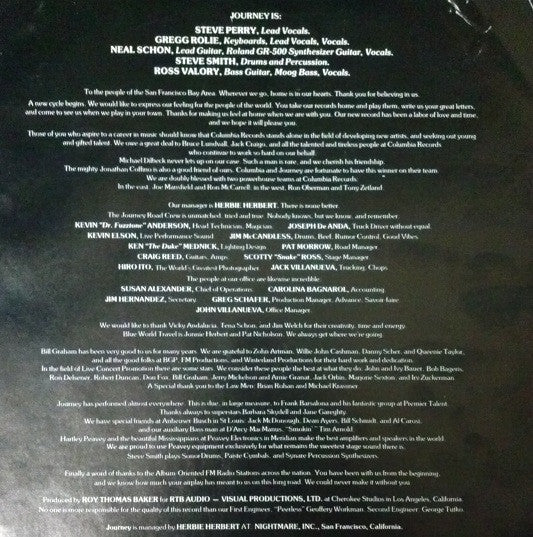 JOURNEY IS:
STEVE PERRY, Lead Vocals.
GREGG ROLIE, Keyboards, Lead Vocals, Vocals.
NEAL SCHON, Lead Guitar, Roland GR-500 Synthesizer Guitar, Vocals.
STEVE SMITH, Drums and Percussion.
ROSS VALORY, Bass Guitar, Moog Bass, Vocals.
To the people of the San Francisco Bay Area. Wherever we go, home is in our hearts. Thank you for believing in us.
A new cycle begins. We would like to express our feeling for the people of the world. You take our records home and play them, write us your great letters,
and come to see us when we play in your town. Thanks for making us feel at home when we are with you. Our new record has been a labor of love and time,
and we hope it will please you.
Those of you who aspire to a career in music should know that Columbia Records stands alone in the field of developing new artists, and seeking out young
and gifted talent. We owe a great deal to Bruce Lundvall, Jack Craigo, and all the talented and tireless people at Columbia Records
who continue to work so hard on our behalf.
Michael Dilbeck never lets up on our case. Such a man is rare, and we cherish his friendship.
The mighty Jonathan Coffino is also a good friend of ours. Columbia and Journey are fortunate to have this winner on their team.
We are doubly blessed with two powerhouse teams at Columbia Records:
In the east, Joe Mansfield and Ron McCarrell, in the west, Ron Oberman and Tony Zetland.
Our manager is HERBIE HERBERT. There is none better.
The Journey Road Crew is unmatched, tried and true. Nobody knows, but we know, and remember.
KEVIN "Dr. Fuzztone" ANDERSON, Head Technician, Magician. JOSEPH De ANDA, Truck Driver without equal.
KEVIN ELSON, Live Performance Sound. JIM McCANDLESS, Drums, Beef, Rumor Control, Good Vibes.
KEN "The Duke" MEDNICK, Lighting Design. PAT MORROW, Road Manager.
CRAIG REED, Guitars, Amps. SCOTTY "Snake" ROSS, Stage Manager
HIRO ITO, The World's Greatest Photographer. JACK VILLANUEVA, Trucking, Chops.
The people at our office are likewise incredible:
SUSAN ALEXANDER, Chief of Operations. CAROLINA BAGNAROL, Accounting.
JIM HERNANDEZ, Secretary. GREG SCHAFER, Production Manager, Advance, Savoir-faire.
JOHN VILLANUEVA, Office Manager.
We would like to thank Vicky Andalucia, Tena Schon, and Jim Welch for their creativity, time and energy.
Blue World Travel is Jonnie Herbert and Pat Nicholson. We always get where we're going.
Bill Graham has been very good to us for many years. We are grateful to Zohn Artman, Willie John Cashman, Danny Scher, and Queenie Taylor,
and all the good folks at BGP, FM Productions, and Winterland Productions for their hard work and dedication.
In the field of Live Concert Promotion there are some stars. We consider these people the best at what they do: John and Ivy Bauer, Bob Bagaris,
Ron Delsener, Robert Duncan, Don Fox, Bill Graham, Jerry Mickelson and Arnie Granat, Jack Orbin, Marjorie Sexton, and Irv Zuckerman
A Special thank you to the Law Men: Brian Rohan and Michael Krassner.
Journey has performed almost everywhere. This is due, in large measure, to Frank Barsalona and his fantastic group at Premier Talent.
Thanks always to superstars Barbara Skydell and Jane Geraghty.
We have special friends at Anheuser Busch in St. Louis: Jack McDonough, Dean Ayers, Bill Schmidt, and Al Carosi,
and our auxiliary Bass man at D'Arcy-MacManus, "Smokin'" Tim Arnold.
Hartley Peavey and the beautiful Mississippians at Peavey Electronics in Meridian make the best amplifiers and speakers in the world.
We are proud to use Peavey equipment exclusively for what remains the sweetest stage sound there is.
Steve Smith plays Sonor Drums, Paiste Cymbals, and Synare Percussion Synthesizers.
Finally a word of thanks to the Album-Oriented FM Radio Stations across the nation. You have been with us from the beginning,
and we know how much your airplay has meant to us on this long road. We could never make it without you.
Produced by ROY THOMAS BAKER for RTB AUDIO – VISUAL PRODUCTIONS, LTD. at Cherokee Studios in Los Angeles, California.
No one is more responsible for the quality of this record than our First Engineer, "Peerless" Geoffery Workman. Second Engineer: George Tutko.
Journey is managed by HERBIE HERBERT AT NIGHTMARE, INC., San Francisco, California.